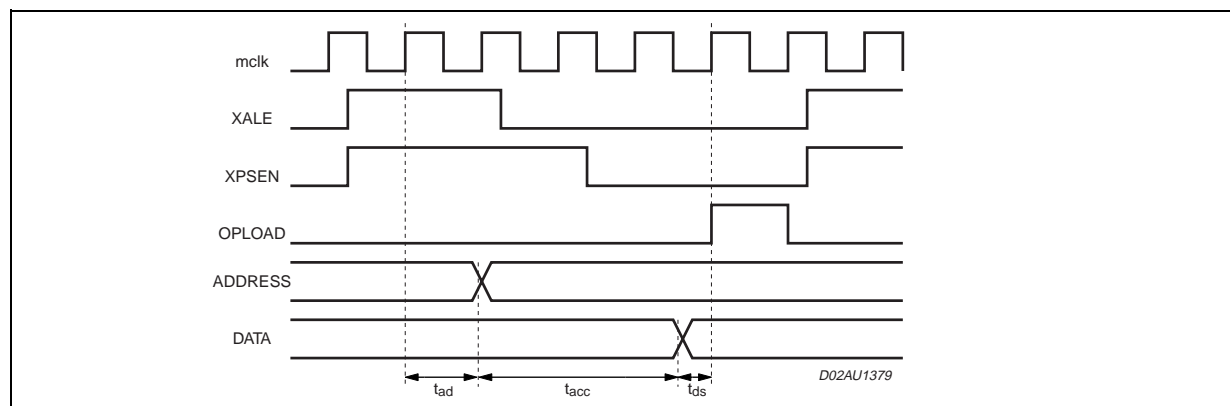 mclk
XALE
XPSEN
OPLOAD
ADDRESS
DATA
tad tacc tds
D02AU1379